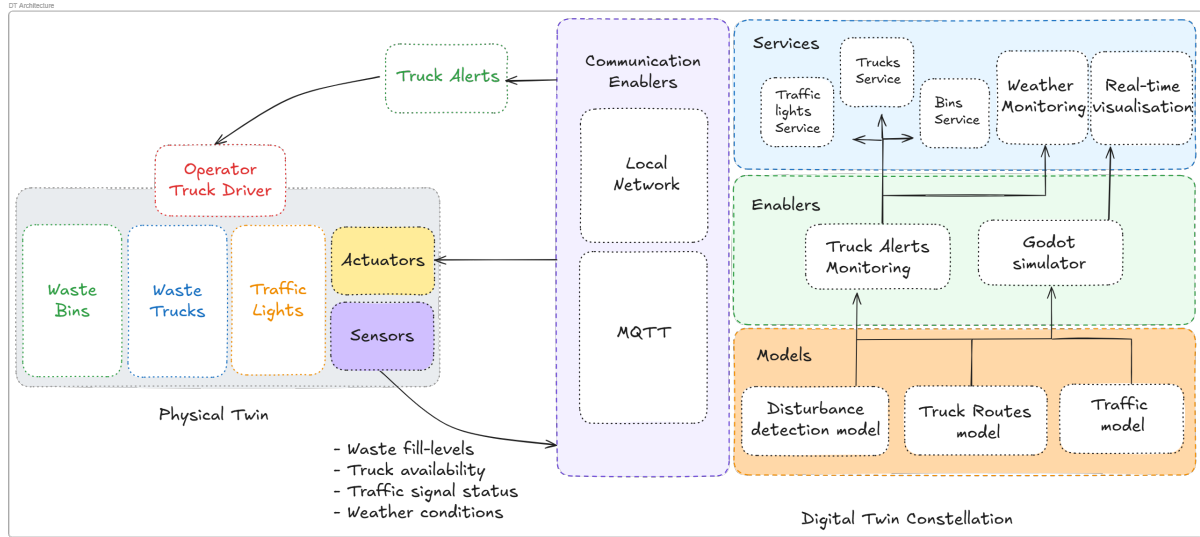 DT Architecture
Truck Alerts
Operator
Truck Driver
Waste
Bins
Waste
Trucks
Traffic
Lights
Actuators
Sensors
Physical Twin
- Waste fill-levels
- Truck availability
- Traffic signal status
- Weather conditions
Communication
Enablers
Local
Network
MQTT
Services
Traffic
lights
Service
Trucks
Service
Bins
Service
Weather
Monitoring
Real-time
visualisation
Enablers
Truck Alerts
Monitoring
Godot
simulator
Models
Disturbance
detection model
Truck Routes
model
Traffic
model
Digital Twin Constellation